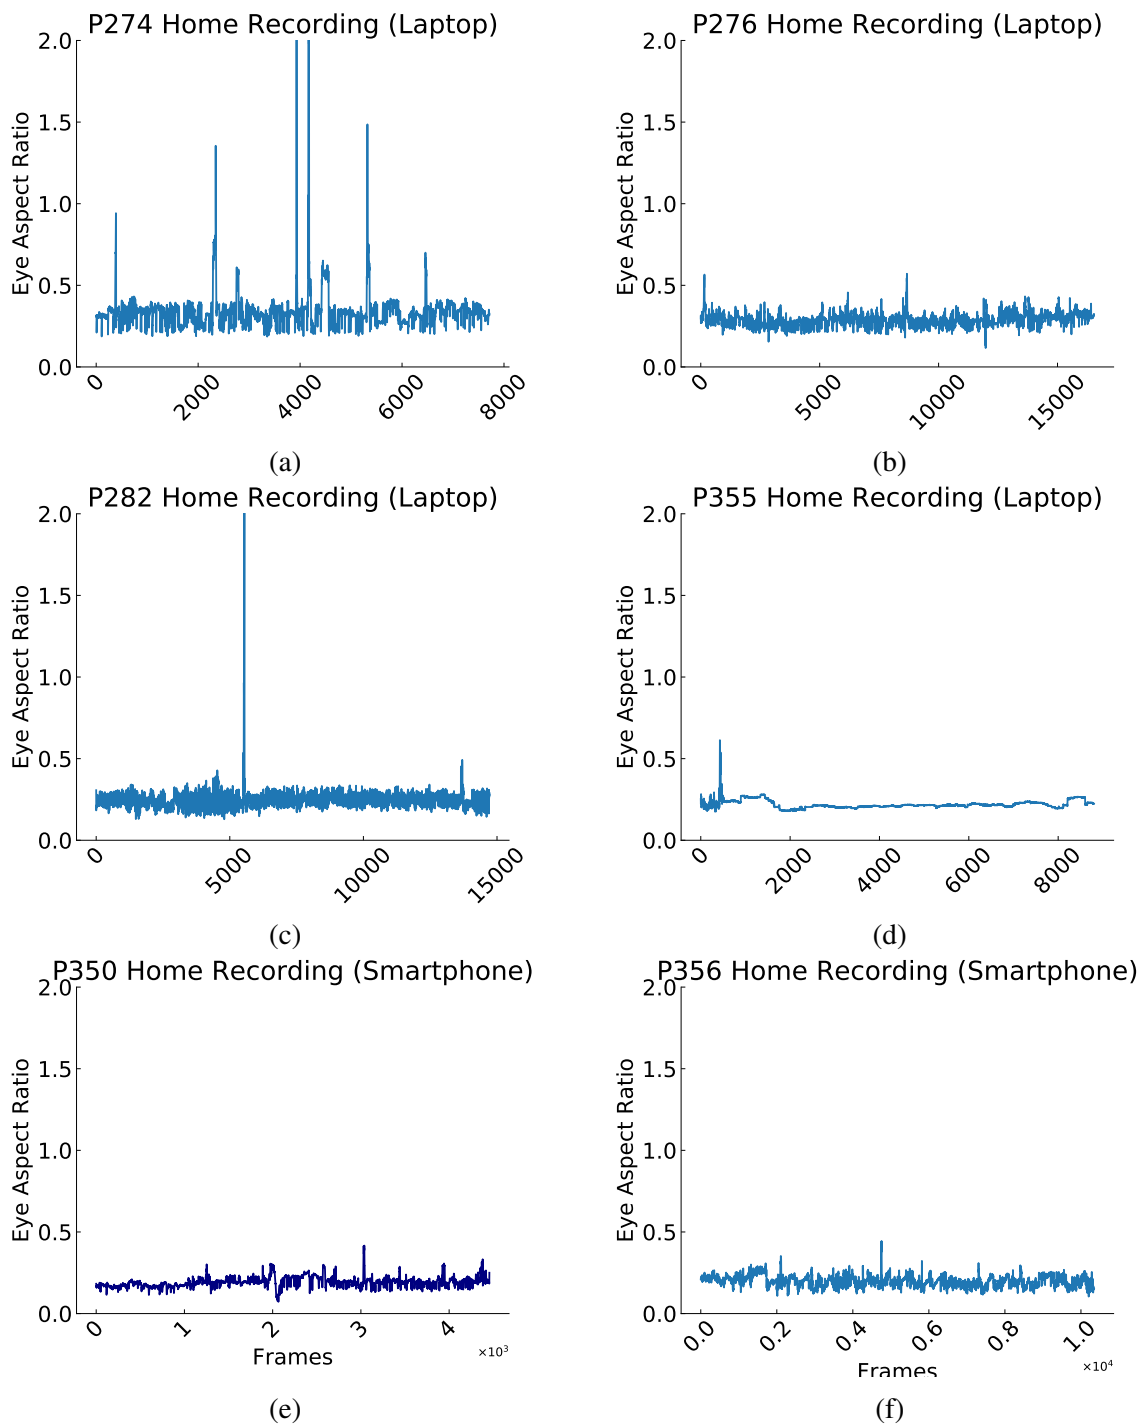 P274 Home Recording (Laptop)
Eye Aspect Ratio
2.0
1.5
1.0
0.5
0.0
0 2000 4000 6000 8000
(a)
P276 Home Recording (Laptop)
Eye Aspect Ratio
2.0
1.5
1.0
0.5
0.0
0 5000 10000 15000
(b)
P282 Home Recording (Laptop)
Eye Aspect Ratio
2.0
1.5
1.0
0.5
0.0
0 5000 10000 15000
(c)
P355 Home Recording (Laptop)
Eye Aspect Ratio
2.0
1.5
1.0
0.5
0.0
0 2000 4000 6000 8000
(d)
P350 Home Recording (Smartphone)
Eye Aspect Ratio
2.0
1.5
1.0
0.5
0.0
0 1 2 3 4
Frames
×10³
(e)
P356 Home Recording (Smartphone)
Eye Aspect Ratio
2.0
1.5
1.0
0.5
0.0
0.0 0.2 0.4 0.6 0.8 1.0
Frames
×10⁴
(f)